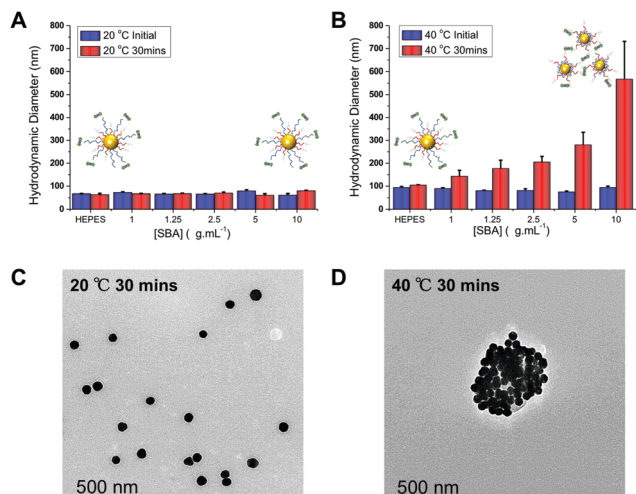 A
B
20 °C Initial
20 °C 30mins
40 °C Initial
40 °C 30mins
Hydrodynamic Diameter (nm)
800
700
600
500
400
300
200
100
0
HEPES 1 1.25 2.5 5 10
[SBA] ( g.mL⁻¹)
Hydrodynamic Diameter (nm)
800
700
600
500
400
300
200
100
0
HEPES 1 1.25 2.5 5 10
[SBA] ( g.mL⁻¹)
C
20 ℃ 30 mins
500 nm
D
40 ℃ 30 mins
500 nm